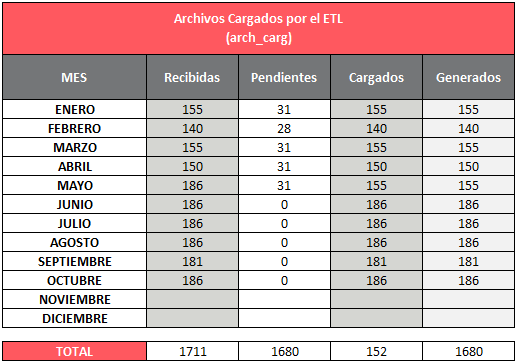 Archivos Cargados por el ETL
(arch_carg)
MES Recibidas Pendientes Cargados Generados
ENERO 155 31 155 155
FEBRERO 140 28 140 140
MARZO 155 31 155 155
ABRIL 150 31 150 150
MAYO 186 31 155 155
JUNIO 186 0 186 186
JULIO 186 0 186 186
AGOSTO 186 0 186 186
SEPTIEMBRE 181 0 181 181
OCTUBRE 186 0 186 186
NOVIEMBRE
DICIEMBRE
TOTAL 1711 1680 152 1680